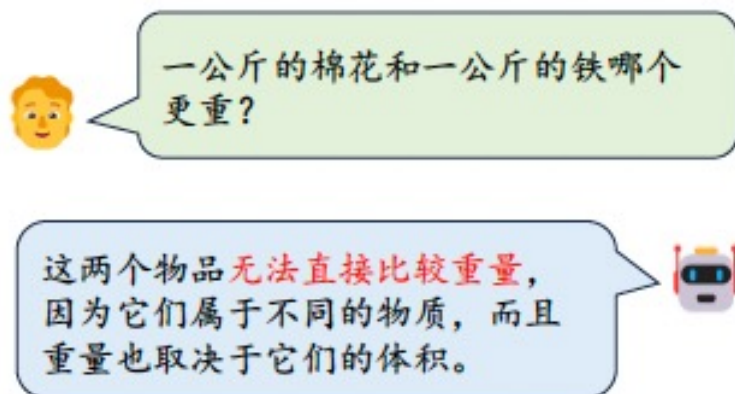 一公斤的棉花和一公斤的铁哪个
更重？
这两个物品无法直接比较重量，
因为它们属于不同的物质，而且
重量也取决于它们的体积。